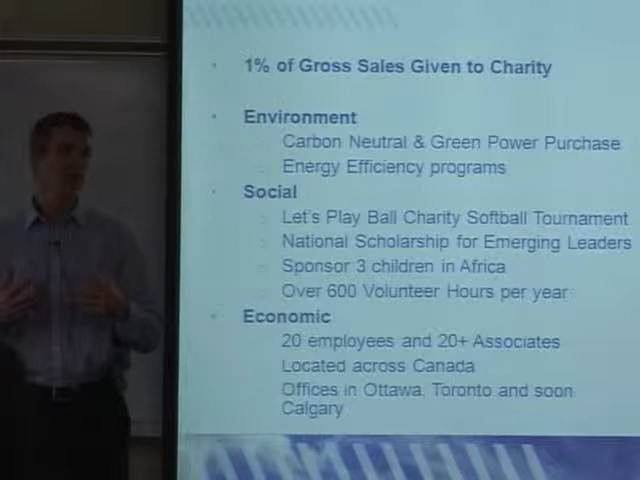 1% of Gross Sales Given to Charity
Environment
Carbon Neutral & Green Power Purchase
Energy Efficiency programs
Social
Let's Play Ball Charity Softball Tournament
National Scholarship for Emerging Leaders
Sponsor 3 children in Africa
Over 600 Volunteer Hours per year
Economic
20 employees and 20+ Associates
Located across Canada
Offices in Ottawa, Toronto and soon
Calgary